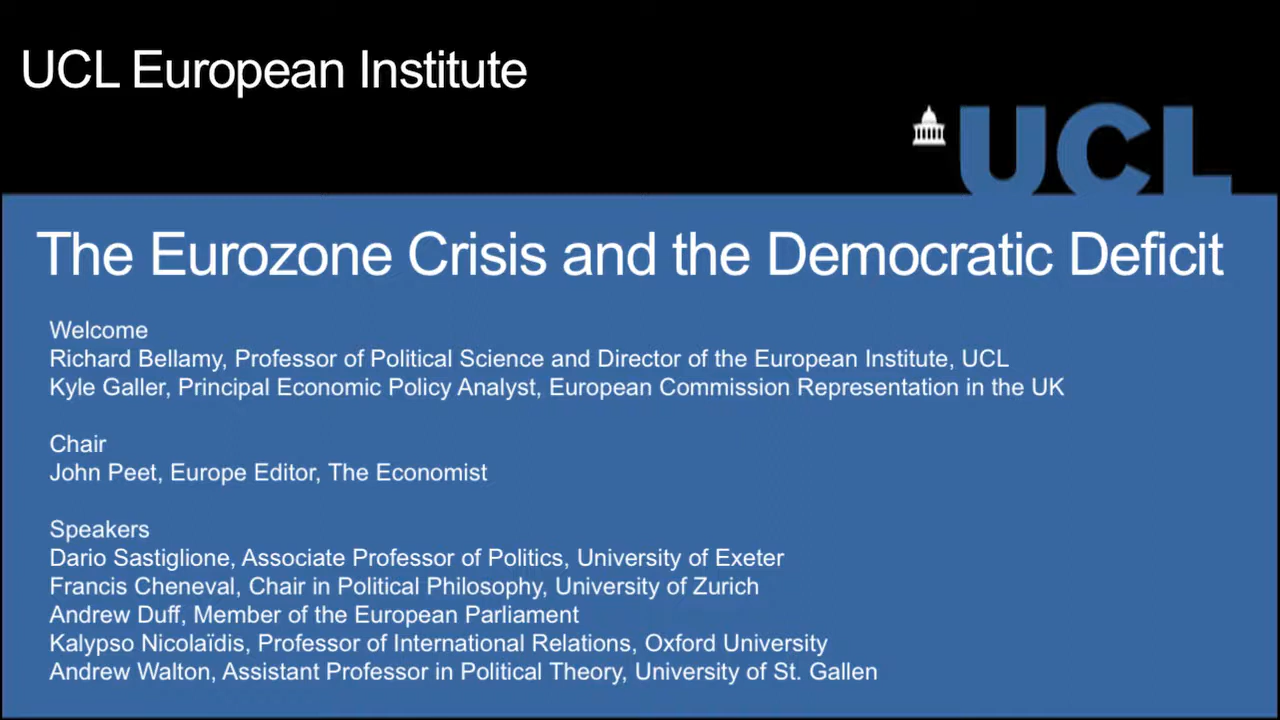 UCL European Institute
UCL
The Eurozone Crisis and the Democratic Deficit
Welcome
Richard Bellamy, Professor of Political Science and Director of the European Institute, UCL
Kyle Galler, Principal Economic Policy Analyst, European Commission Representation in the UK
Chair
John Peet, Europe Editor, The Economist
Speakers
Dario Sastiglione, Associate Professor of Politics, University of Exeter
Francis Cheneval, Chair in Political Philosophy, University of Zurich
Andrew Duff, Member of the European Parliament
Kalypso Nicolaïdis, Professor of International Relations, Oxford University
Andrew Walton, Assistant Professor in Political Theory, University of St. Gallen